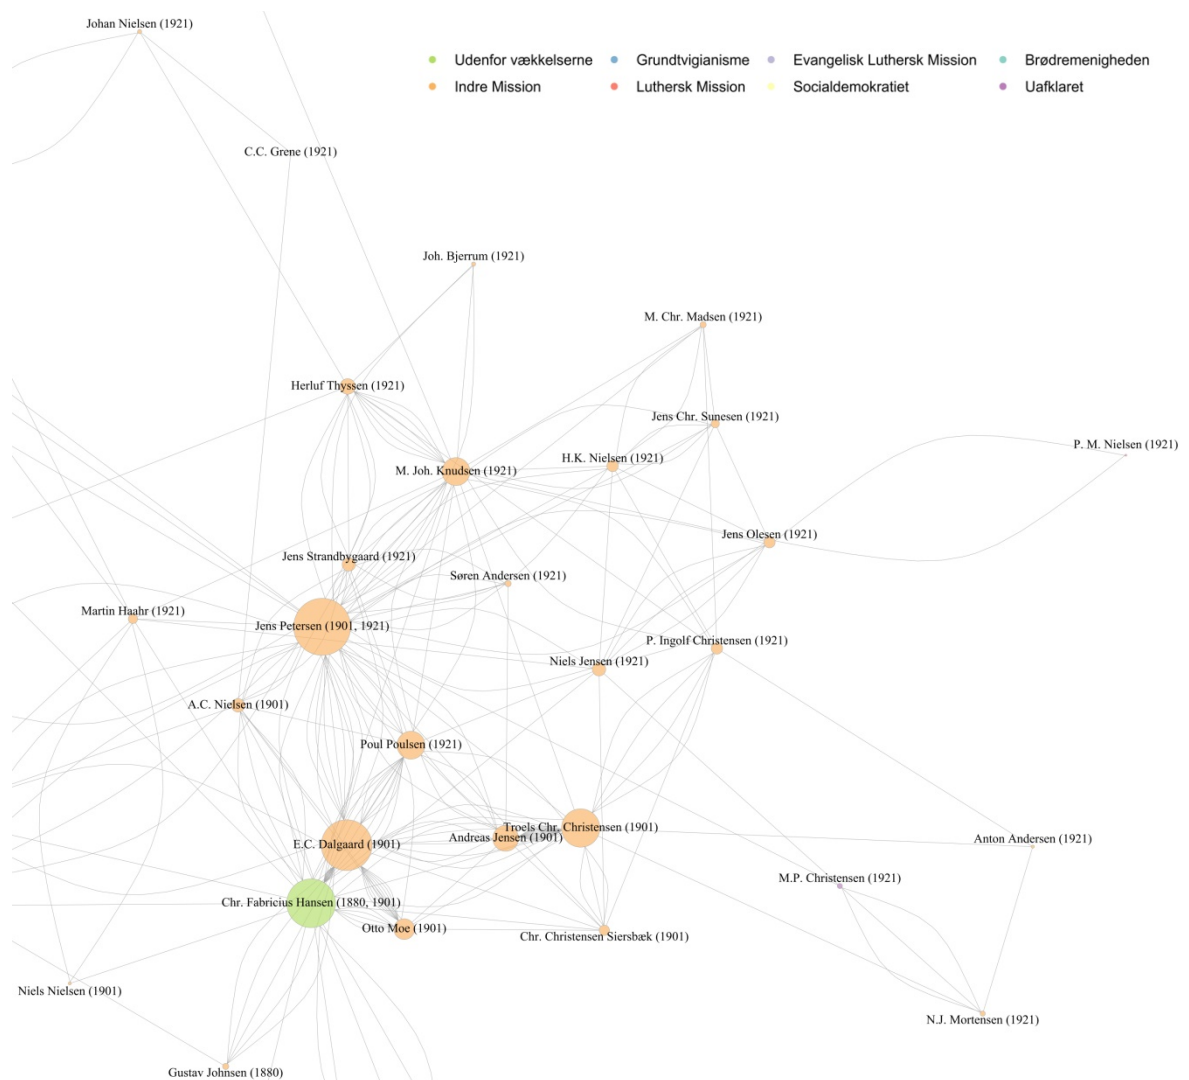 Johan Nielsen (1921)
Udenfor vækkelserne
Grundtvigianisme
Evangelisk Luthersk Mission
Brødremenigheden
Indre Mission
Luthersk Mission
Socialdemokratiet
Uafklaret
C.C. Grene (1921)
Joh. Bjerrum (1921)
M. Chr. Madsen (1921)
Herluf Thyssen (1921)
Jens Chr. Sunesen (1921)
P. M. Nielsen (1921)
H.K. Nielsen (1921)
M. Joh. Knudsen (1921)
Jens Olesen (1921)
Jens Strandbygaard (1921)
Søren Andersen (1921)
Martin Haahr (1921)
Jens Petersen (1901, 1921)
P. Ingolf Christensen (1921)
Niels Jensen (1921)
A.C. Nielsen (1901)
Poul Poulsen (1921)
Troels Chr. Christensen (1901)
Andreas Jensen (1901)
E.C. Dalgaard (1901)
Anton Andersen (1921)
M.P. Christensen (1921)
Chr. Fabricius Hansen (1880, 1901)
Otto Moe (1901)
Chr. Christensen Siersbæk (1901)
Niels Nielsen (1901)
N.J. Mortensen (1921)
Gustav Johnsen (1880)